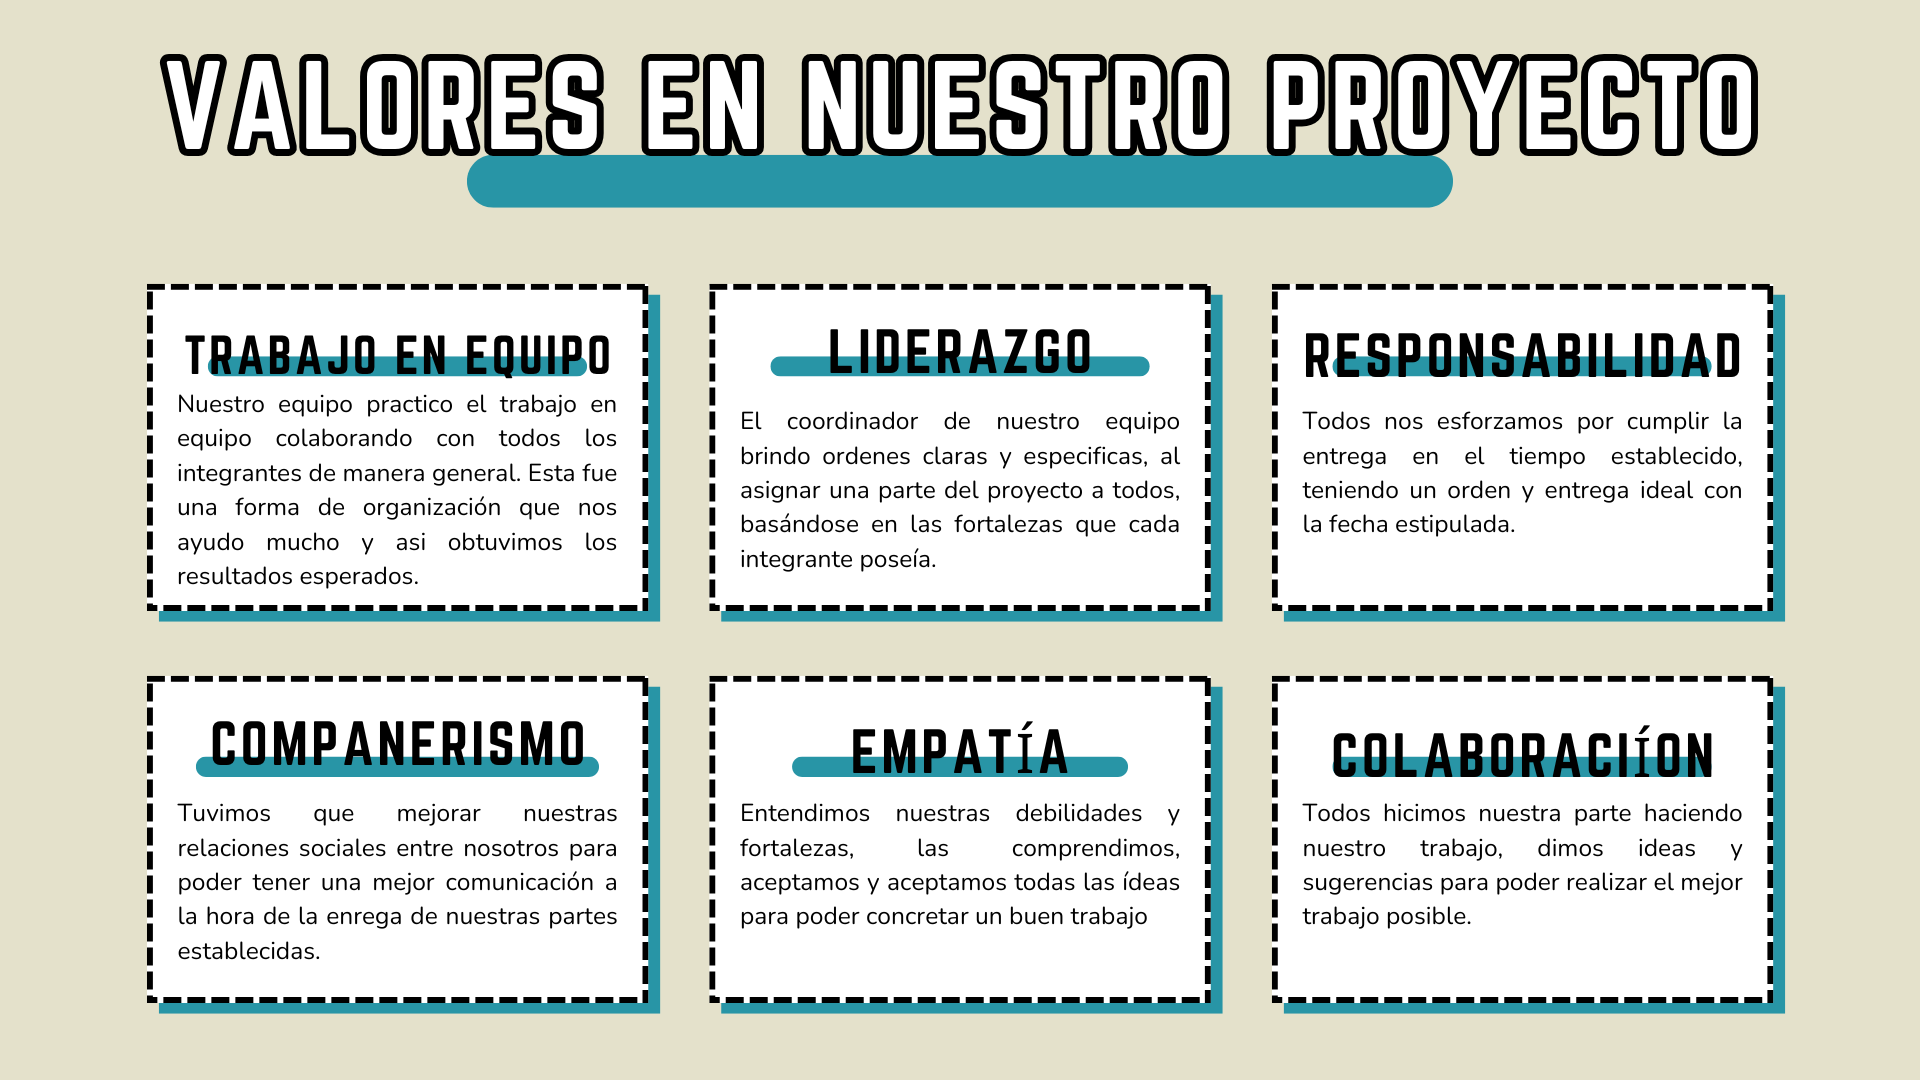 VALORES EN NUESTRO PROYECTO
TRABAJO EN EQUIPO
Nuestro equipo practico el trabajo en
equipo colaborando con todos los
integrantes de manera general. Esta fue
una forma de organización que nos
ayudo mucho y asi obtuvimos los
resultados esperados.
LIDERAZGO
El coordinador de nuestro equipo
brindo ordenes claras y especificas, al
asignar una parte del proyecto a todos,
basándose en las fortalezas que cada
integrante poseía.
RESPONSABILIDAD
Todos nos esforzamos por cumplir la
entrega en el tiempo establecido,
teniendo un orden y entrega ideal con
la fecha estipulada.
COMPANERISMO
Tuvimos que mejorar nuestras
relaciones sociales entre nosotros para
poder tener una mejor comunicación a
la hora de la enrega de nuestras partes
establecidas.
EMPATÍA
Entendimos nuestras debilidades y
fortalezas, las comprendimos,
aceptamos y aceptamos todas las ídeas
para poder concretar un buen trabajo
COLABORACIÍON
Todos hicimos nuestra parte haciendo
nuestro trabajo, dimos ideas y
sugerencias para poder realizar el mejor
trabajo posible.